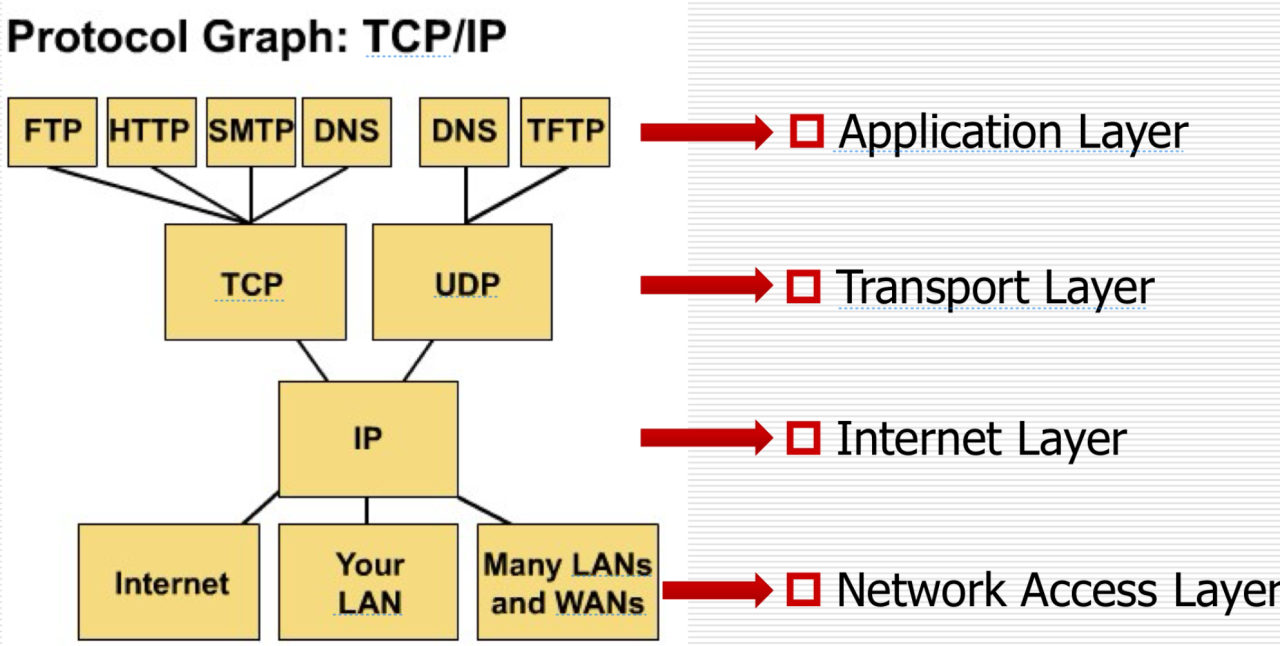 Protocol Graph: TCP/IP
FTP HTTP SMTP DNS DNS TFTP
Application Layer
TCP UDP
Transport Layer
IP
Internet Layer
Internet
Your
LAN
Many LANs
and WANs
Network Access Layer